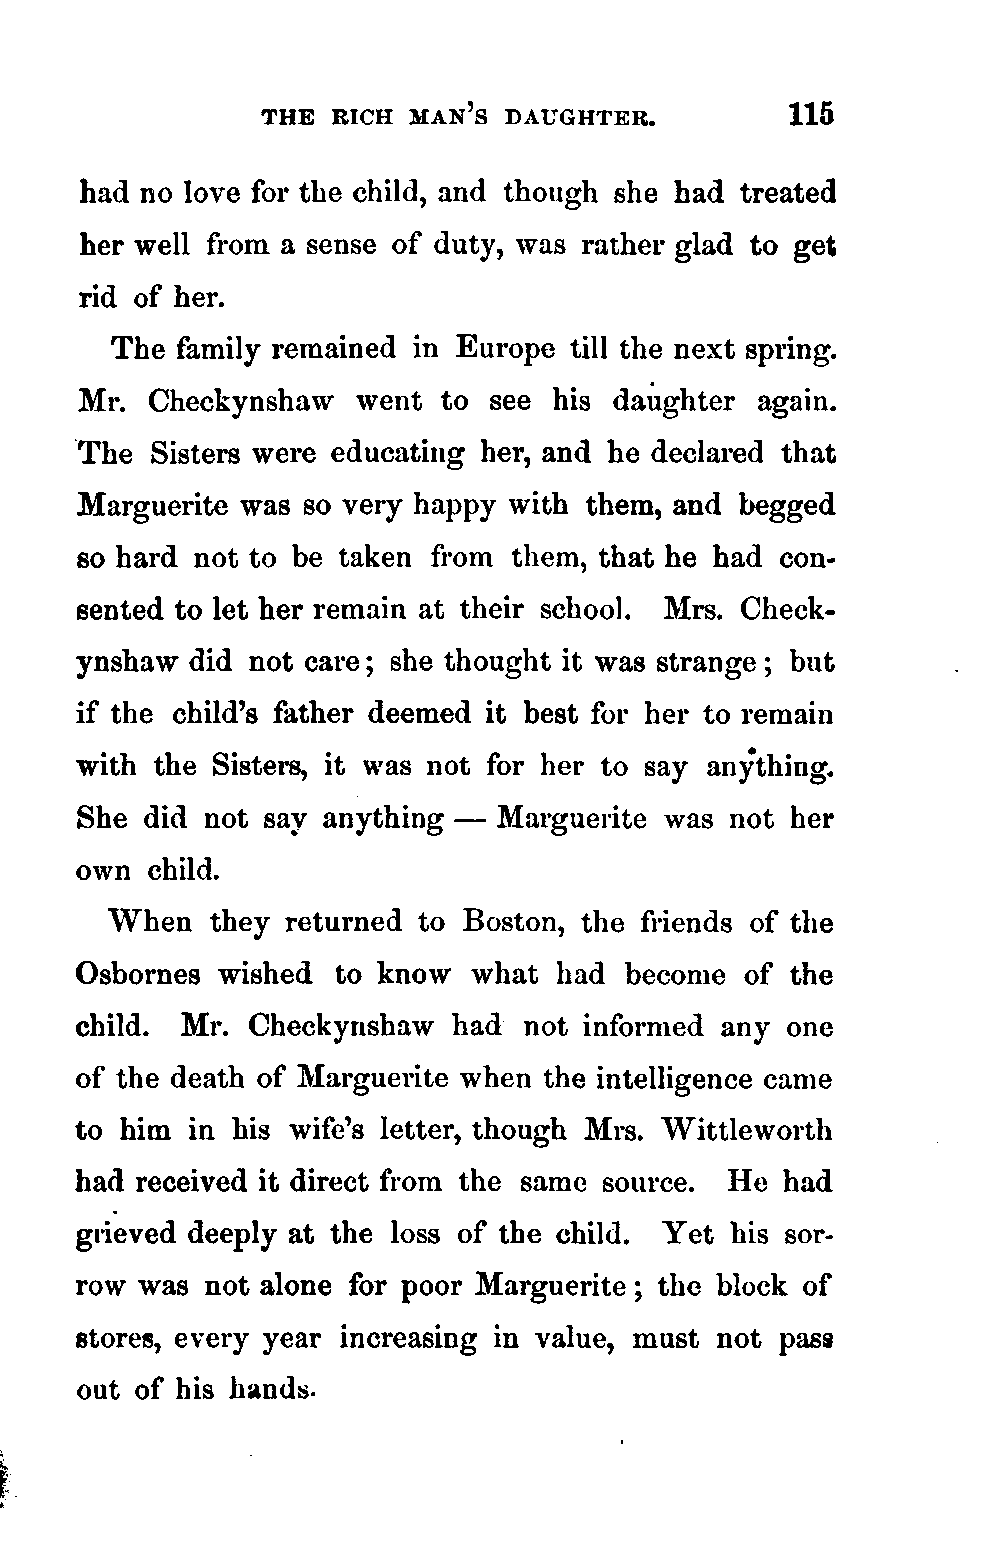 THE RICH MAN'S DAUGHTER. 115
had no love for the child, and though she had treated
her well from a sense of duty, was rather glad to get
rid of her.
The family remained in Europe till the next spring.
Mr. Checkynshaw went to see his daughter again.
The Sisters were educating her, and he declared that
Marguerite was so very happy with them, and begged
so hard not to be taken from them, that he had con-
sented to let her remain at their school. Mrs. Check-
ynshaw did not care; she thought it was strange; but
if the child's father deemed it best for her to remain
with the Sisters, it was not for her to say anything.
She did not say anything — Marguerite was not her
own child.
When they returned to Boston, the friends of the
Osbornes wished to know what had become of the
child. Mr. Checkynshaw had not informed any one
of the death of Marguerite when the intelligence came
to him in his wife's letter, though Mrs. Wittleworth
had received it direct from the same source. He had
grieved deeply at the loss of the child. Yet his sor-
row was not alone for poor Marguerite; the block of
stores, every year increasing in value, must not pass
out of his hands.